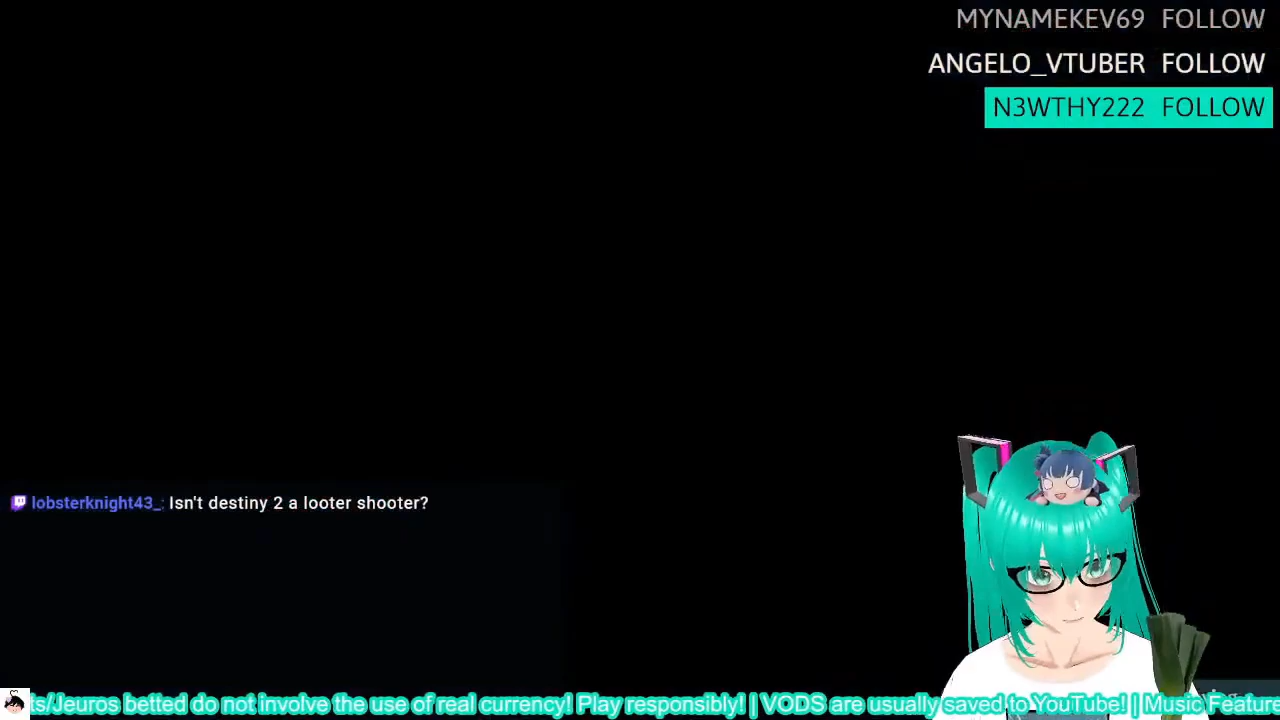 MYNAMEKEV69 FOLLOW
ANGELO_VTUBER FOLLOW
N3WTHY222 FOLLOW
lobsterknight43_: Isn't destiny 2 a looter shooter?
ts/Jeuros betted do not involve the use of real currency! Play responsibly! | VODS are usually saved to YouTube! | Music Feature